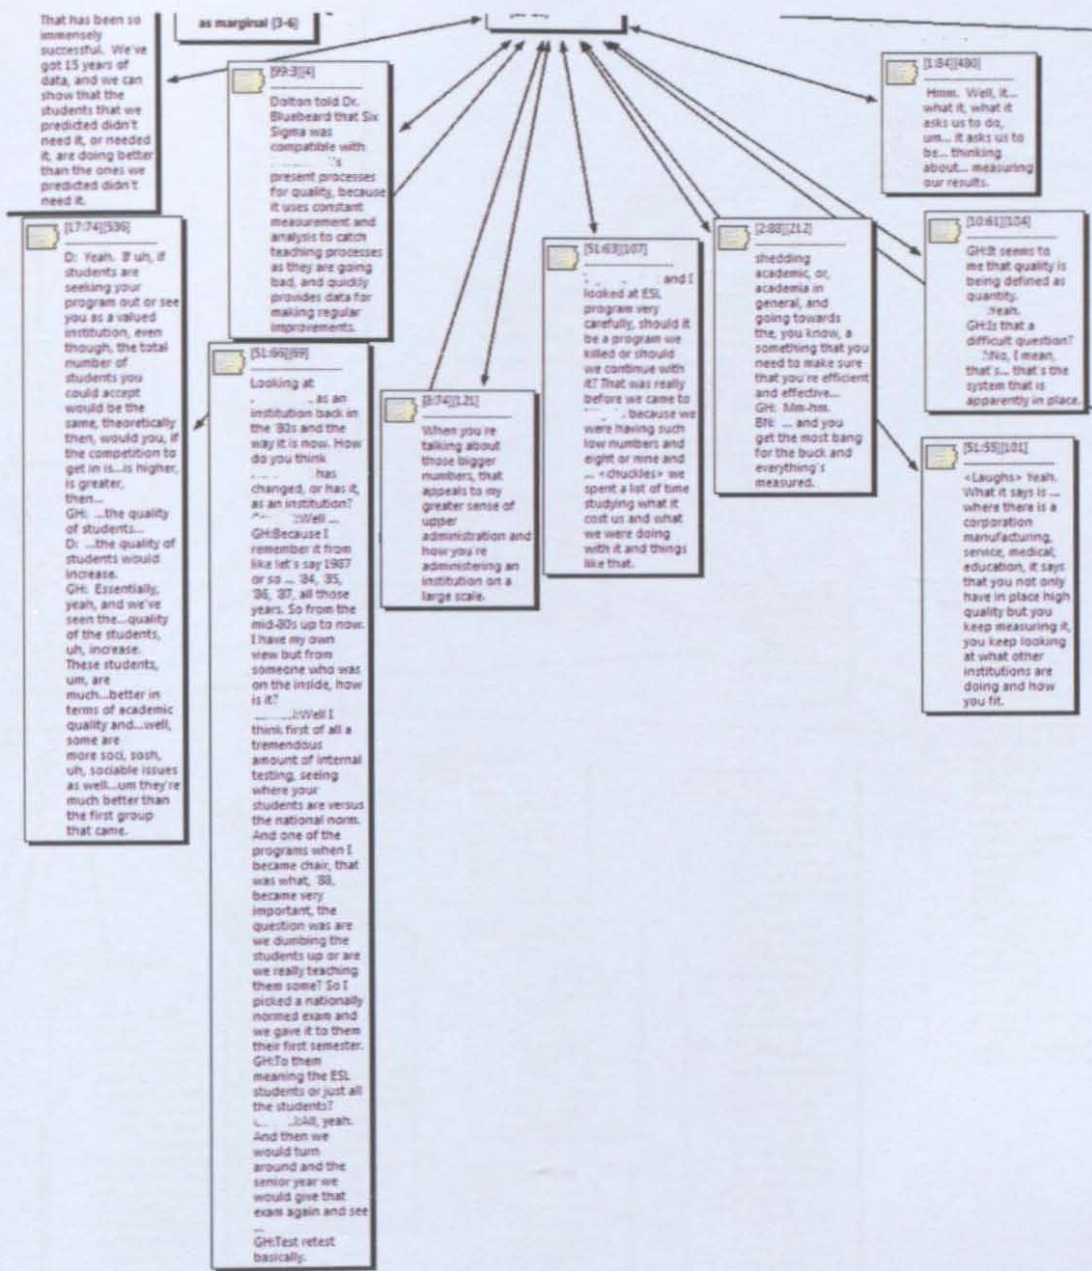 That has been so
immensely
successful. We've
got 15 years of
data, and we can
show that the
students that we
predicted didn't
need it, or needed
it, are doing better
than the ones we
predicted didn't
need it.
as marginal [3-6]
[99:3][4]
Dolton told Dr.
Bluebeard that Six
Sigma was
compatible with
present processes
for quality, because
it uses constant
measurement and
analysis to catch
teaching processes
as they are going
bad, and quickly
provides data for
making regular
improvements.
[1:84][480]
Hmm. Well, it...
what it, what it
asks us to do,
um... it asks us to
be... thinking
about... measuring
our results.
[17:74][536]
D: Yeah. If uh, if
students are
seeking your
program out or see
you as a valued
institution, even
though, the total
number of
students you
could accept
would be the
same, theoretically
then, would you, if
the competition to
get in is...is higher,
is greater,
then...
GH: ...the quality
of students...
D: ...the quality of
students would
increase.
GH: Essentially,
yeah, and we've
seen the...quality
of the students,
uh, increase.
These students,
um, are
much...better in
terms of academic
quality and...well,
some are
more soci, sosh,
uh, sociable issues
as well...um they're
much better than
the first group
that came.
[51:66][99]
Looking at
as an
institution back in
the '80s and the
way it is now. How
do you think
has
changed, or has it,
as an institution?
:Well ...
GH:Because I
remember it from
like let's say 1987
or so ... '84, '85,
'86, '87, all those
years. So from the
mid-80s up to now.
I have my own
view but from
someone who was
on the inside, how
is it?
:Well I
think first of all a
tremendous
amount of internal
testing, seeing
where your
students are versus
the national norm.
And one of the
programs when I
became chair, that
was what, '88,
became very
important, the
question was are
we dumbing the
students up or are
we really teaching
them some? So I
picked a nationally
normed exam and
we gave it to them
their first semester.
GH:To them
meaning the ESL
students or just all
the students?
:All, yeah.
And then we
would turn
around and the
senior year we
would give that
exam again and see
...
GH:Test retest
basically.
[8:74][121]
When you're
talking about
those bigger
numbers, that
appeals to my
greater sense of
upper
administration and
how you're
administering an
institution on a
large scale.
[51:63][107]
and I
looked at ESL
program very
carefully, should it
be a program we
killed or should
we continue with
it? That was really
before we came to
because we
were having such
low numbers and
eight or nine and
... <chuckles> we
spent a lot of time
studying what it
cost us and what
we were doing
with it and things
like that.
[2:88][212]
shedding
academic, or,
academia in
general, and
going towards
the, you know, a
something that you
need to make sure
that you're efficient
and effective...
GH: Mm-hm.
BN: ... and you
get the most bang
for the buck and
everything's
measured.
[10:61][104]
GH:It seems to
me that quality is
being defined as
quantity.
:Yeah.
GH:Is that a
difficult question?
:No, I mean,
that's... that's the
system that is
apparently in place.
[51:55][101]
<Laughs> Yeah.
What it says is ...
where there is a
corporation
manufacturing,
service, medical,
education, it says
that you not only
have in place high
quality but you
keep measuring it,
you keep looking
at what other
institutions are
doing and how
you fit.